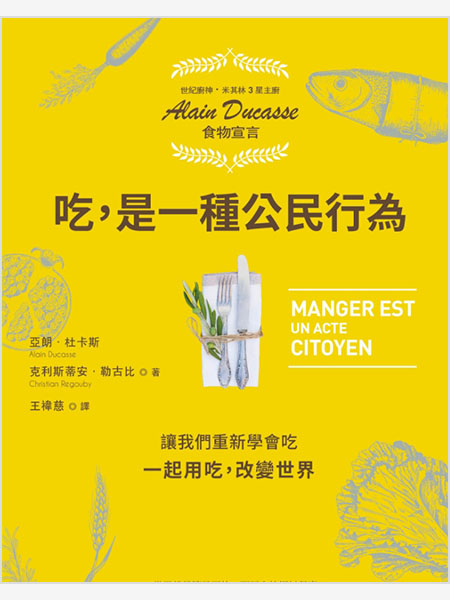 世紀廚神・米其林 3 星主廚
Alain Ducasse
食物宣言
吃，是一種公民行為
MANGER EST
UN ACTE
CITOYEN
亞朗・杜卡斯
Alain Ducasse
克利斯蒂安・勒古比 ◎ 著
Christian Regouby
王禕慈 ◎ 譯
讓我們重新學會吃
一起用吃，改變世界